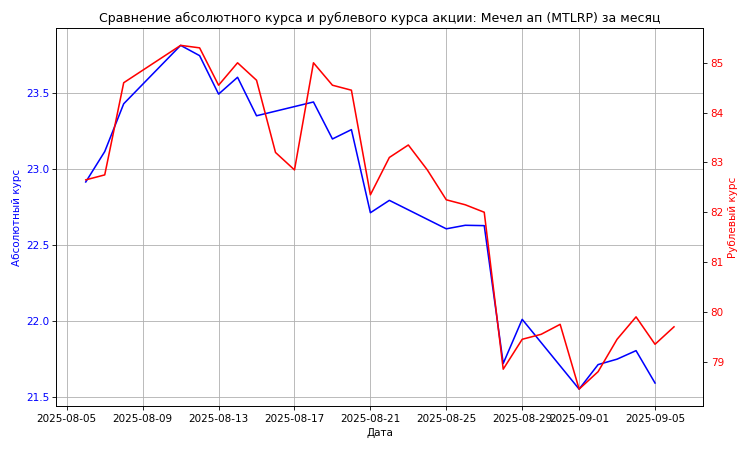 Сравнение абсолютного курса и рублевого курса акции: Мечел ап (MTLRP) за месяц
Абсолютный курс
23.5
23.0
22.5
22.0
21.5
85
84
83
82
81
80
79
Рублевый курс
2025-08-05 2025-08-09 2025-08-13 2025-08-17 2025-08-21 2025-08-25 2025-08-29 2025-09-01 2025-09-05
Дата